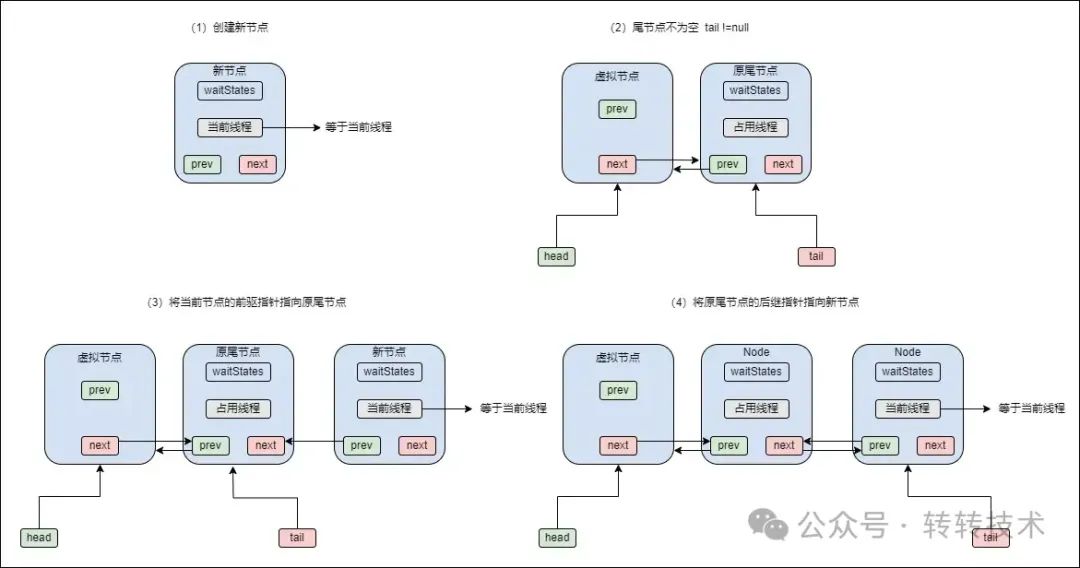 （1）创建新节点
新节点
waitStates
当前线程
等于当前线程
prev
next
（2）尾节点不为空 tail !=null
虚拟节点
prev
next
原尾节点
waitStates
占用线程
prev
next
head
tail
（3）将当前节点的前驱指针指向原尾节点
虚拟节点
prev
next
原尾节点
waitStates
占用线程
prev
next
新节点
waitStates
当前线程
等于当前线程
prev
next
head
tail
（4）将原尾节点的后继指针指向新节点
虚拟节点
prev
next
Node
waitStates
占用线程
prev
next
Node
waitStates
当前线程
等于当前线程
prev
next
head
tail
公众号 · 转转技术